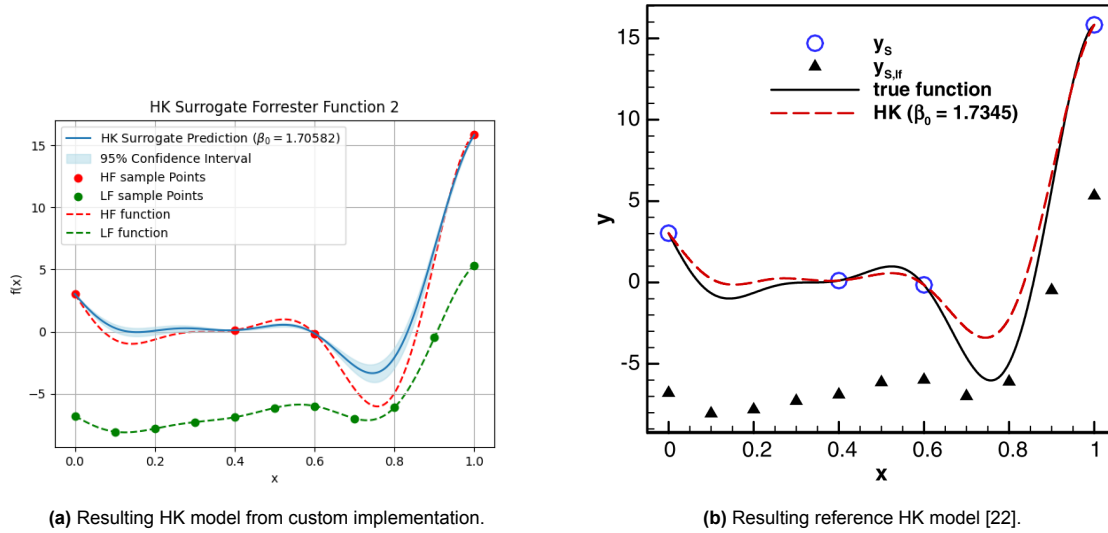 HK Surrogate Forrester Function 2
HK Surrogate Prediction (β₀ = 1.70582)
95% Confidence Interval
HF sample Points
LF sample Points
HF function
LF function
15
10
5
0
−5
f(x)
0.0 0.2 0.4 0.6 0.8 1.0
x
(a) Resulting HK model from custom implementation.
y_S
y_S,lf
true function
HK (β₀ = 1.7345)
15
10
5
0
-5
y
0 0.2 0.4 0.6 0.8 1
x
(b) Resulting reference HK model [22].